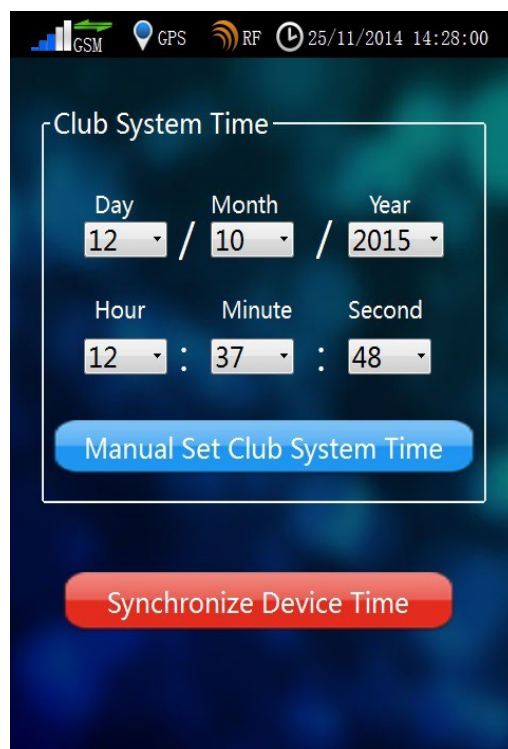 GSM GPS RF 25/11/2014 14:28:00
Club System Time
Day Month Year
12 / 10 / 2015
Hour Minute Second
12 : 37 : 48
Manual Set Club System Time
Synchronize Device Time